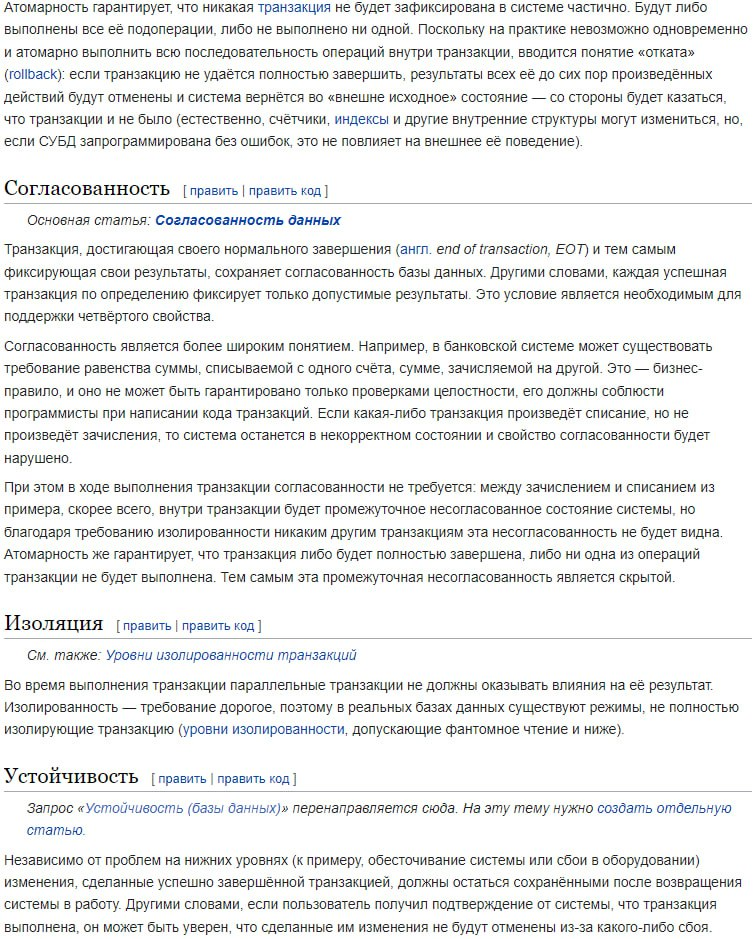 Атомарность гарантирует, что никакая транзакция не будет зафиксирована в системе частично. Будут либо
выполнены все её подоперации, либо не выполнено ни одной. Поскольку на практике невозможно одновременно
и атомарно выполнить всю последовательность операций внутри транзакции, вводится понятие «отката»
(rollback): если транзакцию не удаётся полностью завершить, результаты всех её до сих пор произведённых
действий будут отменены и система вернётся во «внешне исходное» состояние — со стороны будет казаться,
что транзакции и не было (естественно, счётчики, индексы и другие внутренние структуры могут измениться, но,
если СУБД запрограммирована без ошибок, это не повлияет на внешнее её поведение).
Согласованность [ править | править код ]
Основная статья: Согласованность данных
Транзакция, достигающая своего нормального завершения (англ. end of transaction, EOT) и тем самым
фиксирующая свои результаты, сохраняет согласованность базы данных. Другими словами, каждая успешная
транзакция по определению фиксирует только допустимые результаты. Это условие является необходимым для
поддержки четвёртого свойства.
Согласованность является более широким понятием. Например, в банковской системе может существовать
требование равенства суммы, списываемой с одного счёта, сумме, зачисляемой на другой. Это — бизнес-
правило, и оно не может быть гарантировано только проверками целостности, его должны соблюсти
программисты при написании кода транзакций. Если какая-либо транзакция произведёт списание, но не
произведёт зачисления, то система останется в некорректном состоянии и свойство согласованности будет
нарушено.
При этом в ходе выполнения транзакции согласованности не требуется: между зачислением и списанием из
примера, скорее всего, внутри транзакции будет промежуточное несогласованное состояние системы, но
благодаря требованию изолированности никаким другим транзакциям эта несогласованность не будет видна.
Атомарность же гарантирует, что транзакция либо будет полностью завершена, либо ни одна из операций
транзакции не будет выполнена. Тем самым эта промежуточная несогласованность является скрытой.
Изоляция [ править | править код ]
См. также: Уровни изолированности транзакций
Во время выполнения транзакции параллельные транзакции не должны оказывать влияния на её результат.
Изолированность — требование дорогое, поэтому в реальных базах данных существуют режимы, не полностью
изолирующие транзакцию (уровни изолированности, допускающие фантомное чтение и ниже).
Устойчивость [ править | править код ]
Запрос «Устойчивость (базы данных)» перенаправляется сюда. На эту тему нужно создать отдельную
статью.
Независимо от проблем на нижних уровнях (к примеру, обесточивание системы или сбои в оборудовании)
изменения, сделанные успешно завершённой транзакцией, должны остаться сохранёнными после возвращения
системы в работу. Другими словами, если пользователь получил подтверждение от системы, что транзакция
выполнена, он может быть уверен, что сделанные им изменения не будут отменены из-за какого-либо сбоя.